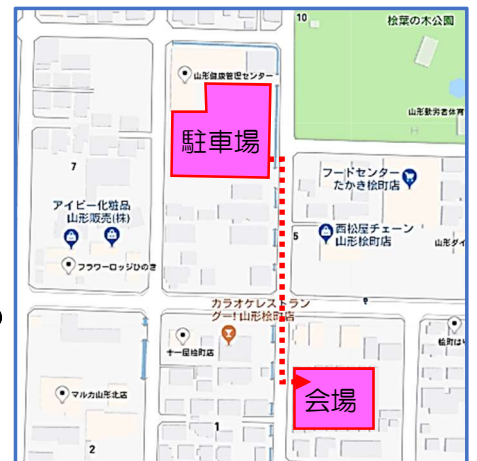 10
桧葉の木公園
山形健康管理センター
山形勤労者体育
駐車場
7
フードセンター
たかき桧町店
アイビー化粧品
山形販売(株)
5
西松屋チェーン
山形桧町店
山形ダイ
フラワーロッジひのき
カラオケレストラン
グー!山形桧町店
十一屋桧町店
桧町は
マルカ山形北店
会場
1
2